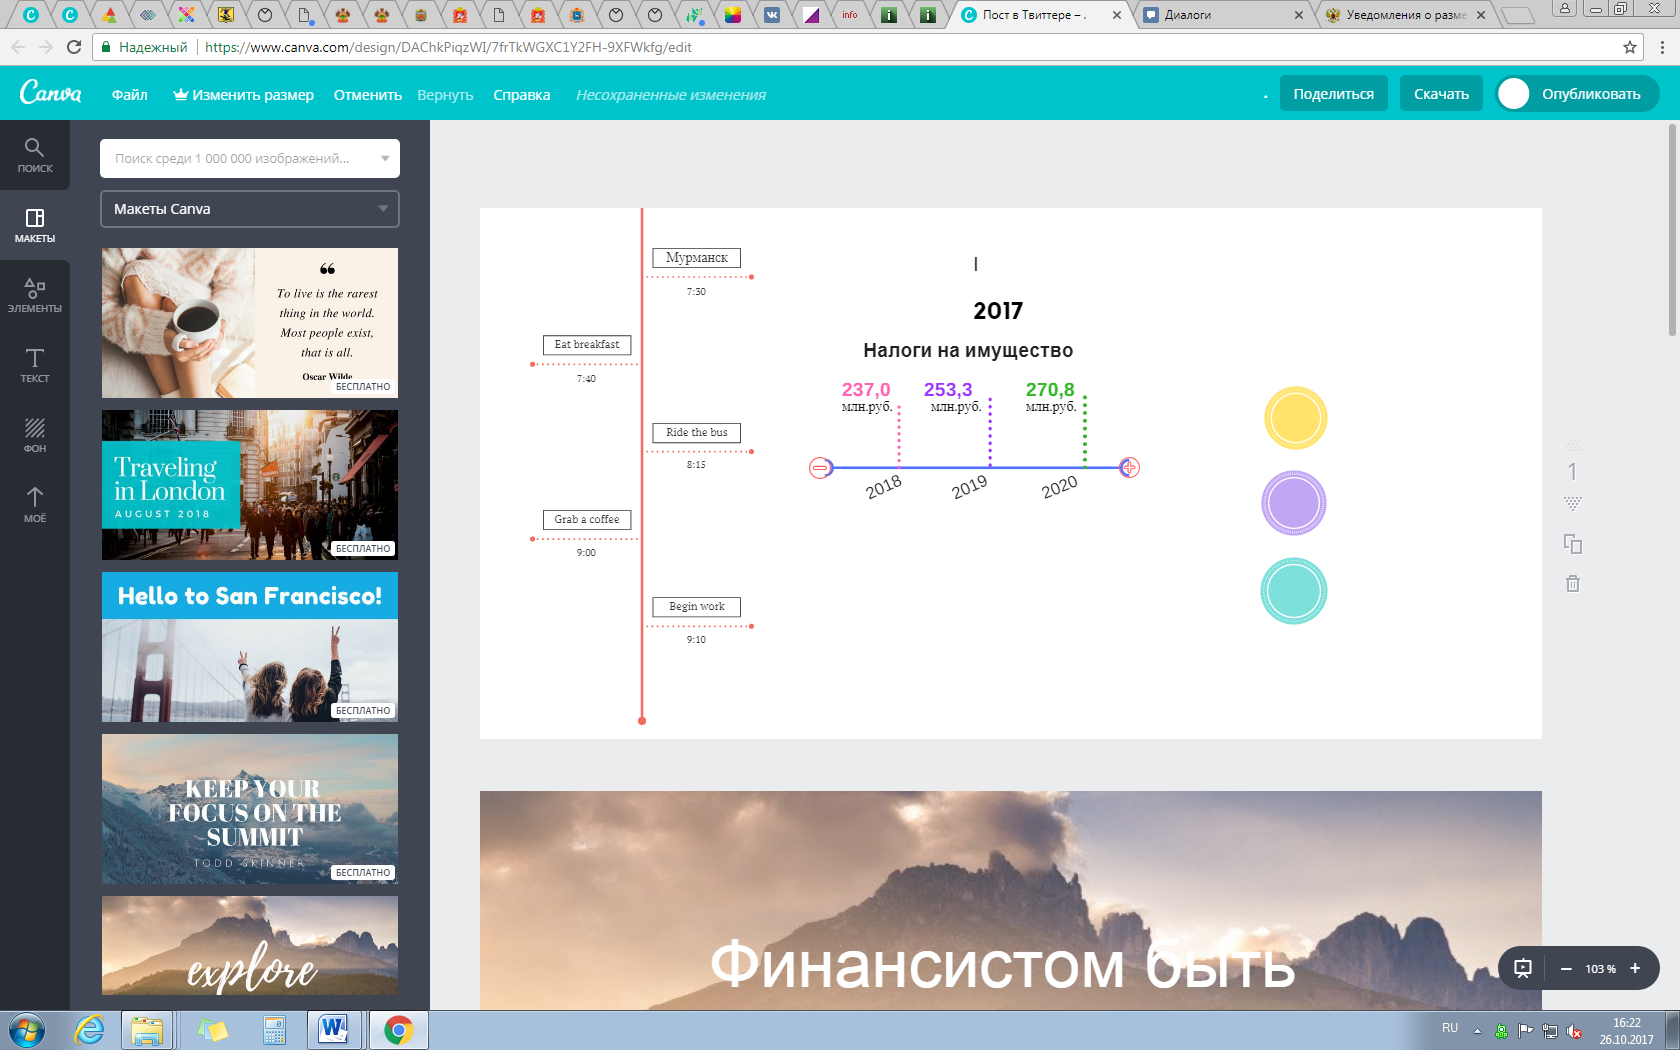 info
Пост в Твиттере – .
Диалоги
Уведомления о разме
Надежный
https://www.canva.com/design/DAChkPiqzWI/7frTkWGXC1Y2FH-9XFWkfg/edit
Canva
Файл
Изменить размер
Отменить
Вернуть
Справка
Несохраненные изменения
Поделиться
Скачать
Опубликовать
ПОИСК
МАКЕТЫ
ЭЛЕМЕНТЫ
ТЕКСТ
ФОН
МОЁ
Поиск среди 1 000 000 изображений...
Макеты Canva
To live is the rarest
thing in the world.
Most people exist,
that is all.
Oscar Wilde
БЕСПЛАТНО
Traveling
in London
AUGUST 2018
БЕСПЛАТНО
Hello to San Francisco!
БЕСПЛАТНО
KEEP YOUR
FOCUS ON THE
SUMMIT
TODD SKINNER
БЕСПЛАТНО
explore
Мурманск
7:30
Eat breakfast
7:40
Ride the bus
8:15
Grab a coffee
9:00
Begin work
9:10
2017
Налоги на имущество
237,0 253,3 270,8
млн.руб. млн.руб. млн.руб.
2018 2019 2020
1
Финансистом быть
103 %
RU
16:22
26.10.2017